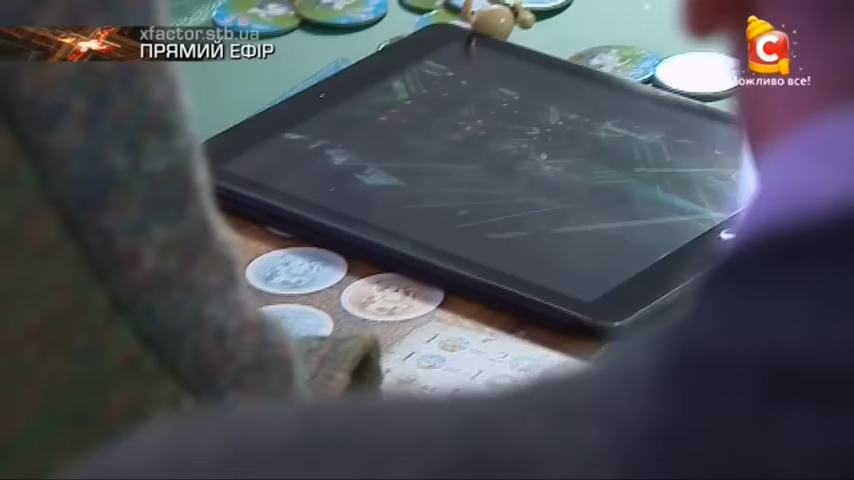 xfactor.stb.ua
ПРЯМИЙ ЕФІР
С
Можливо все!